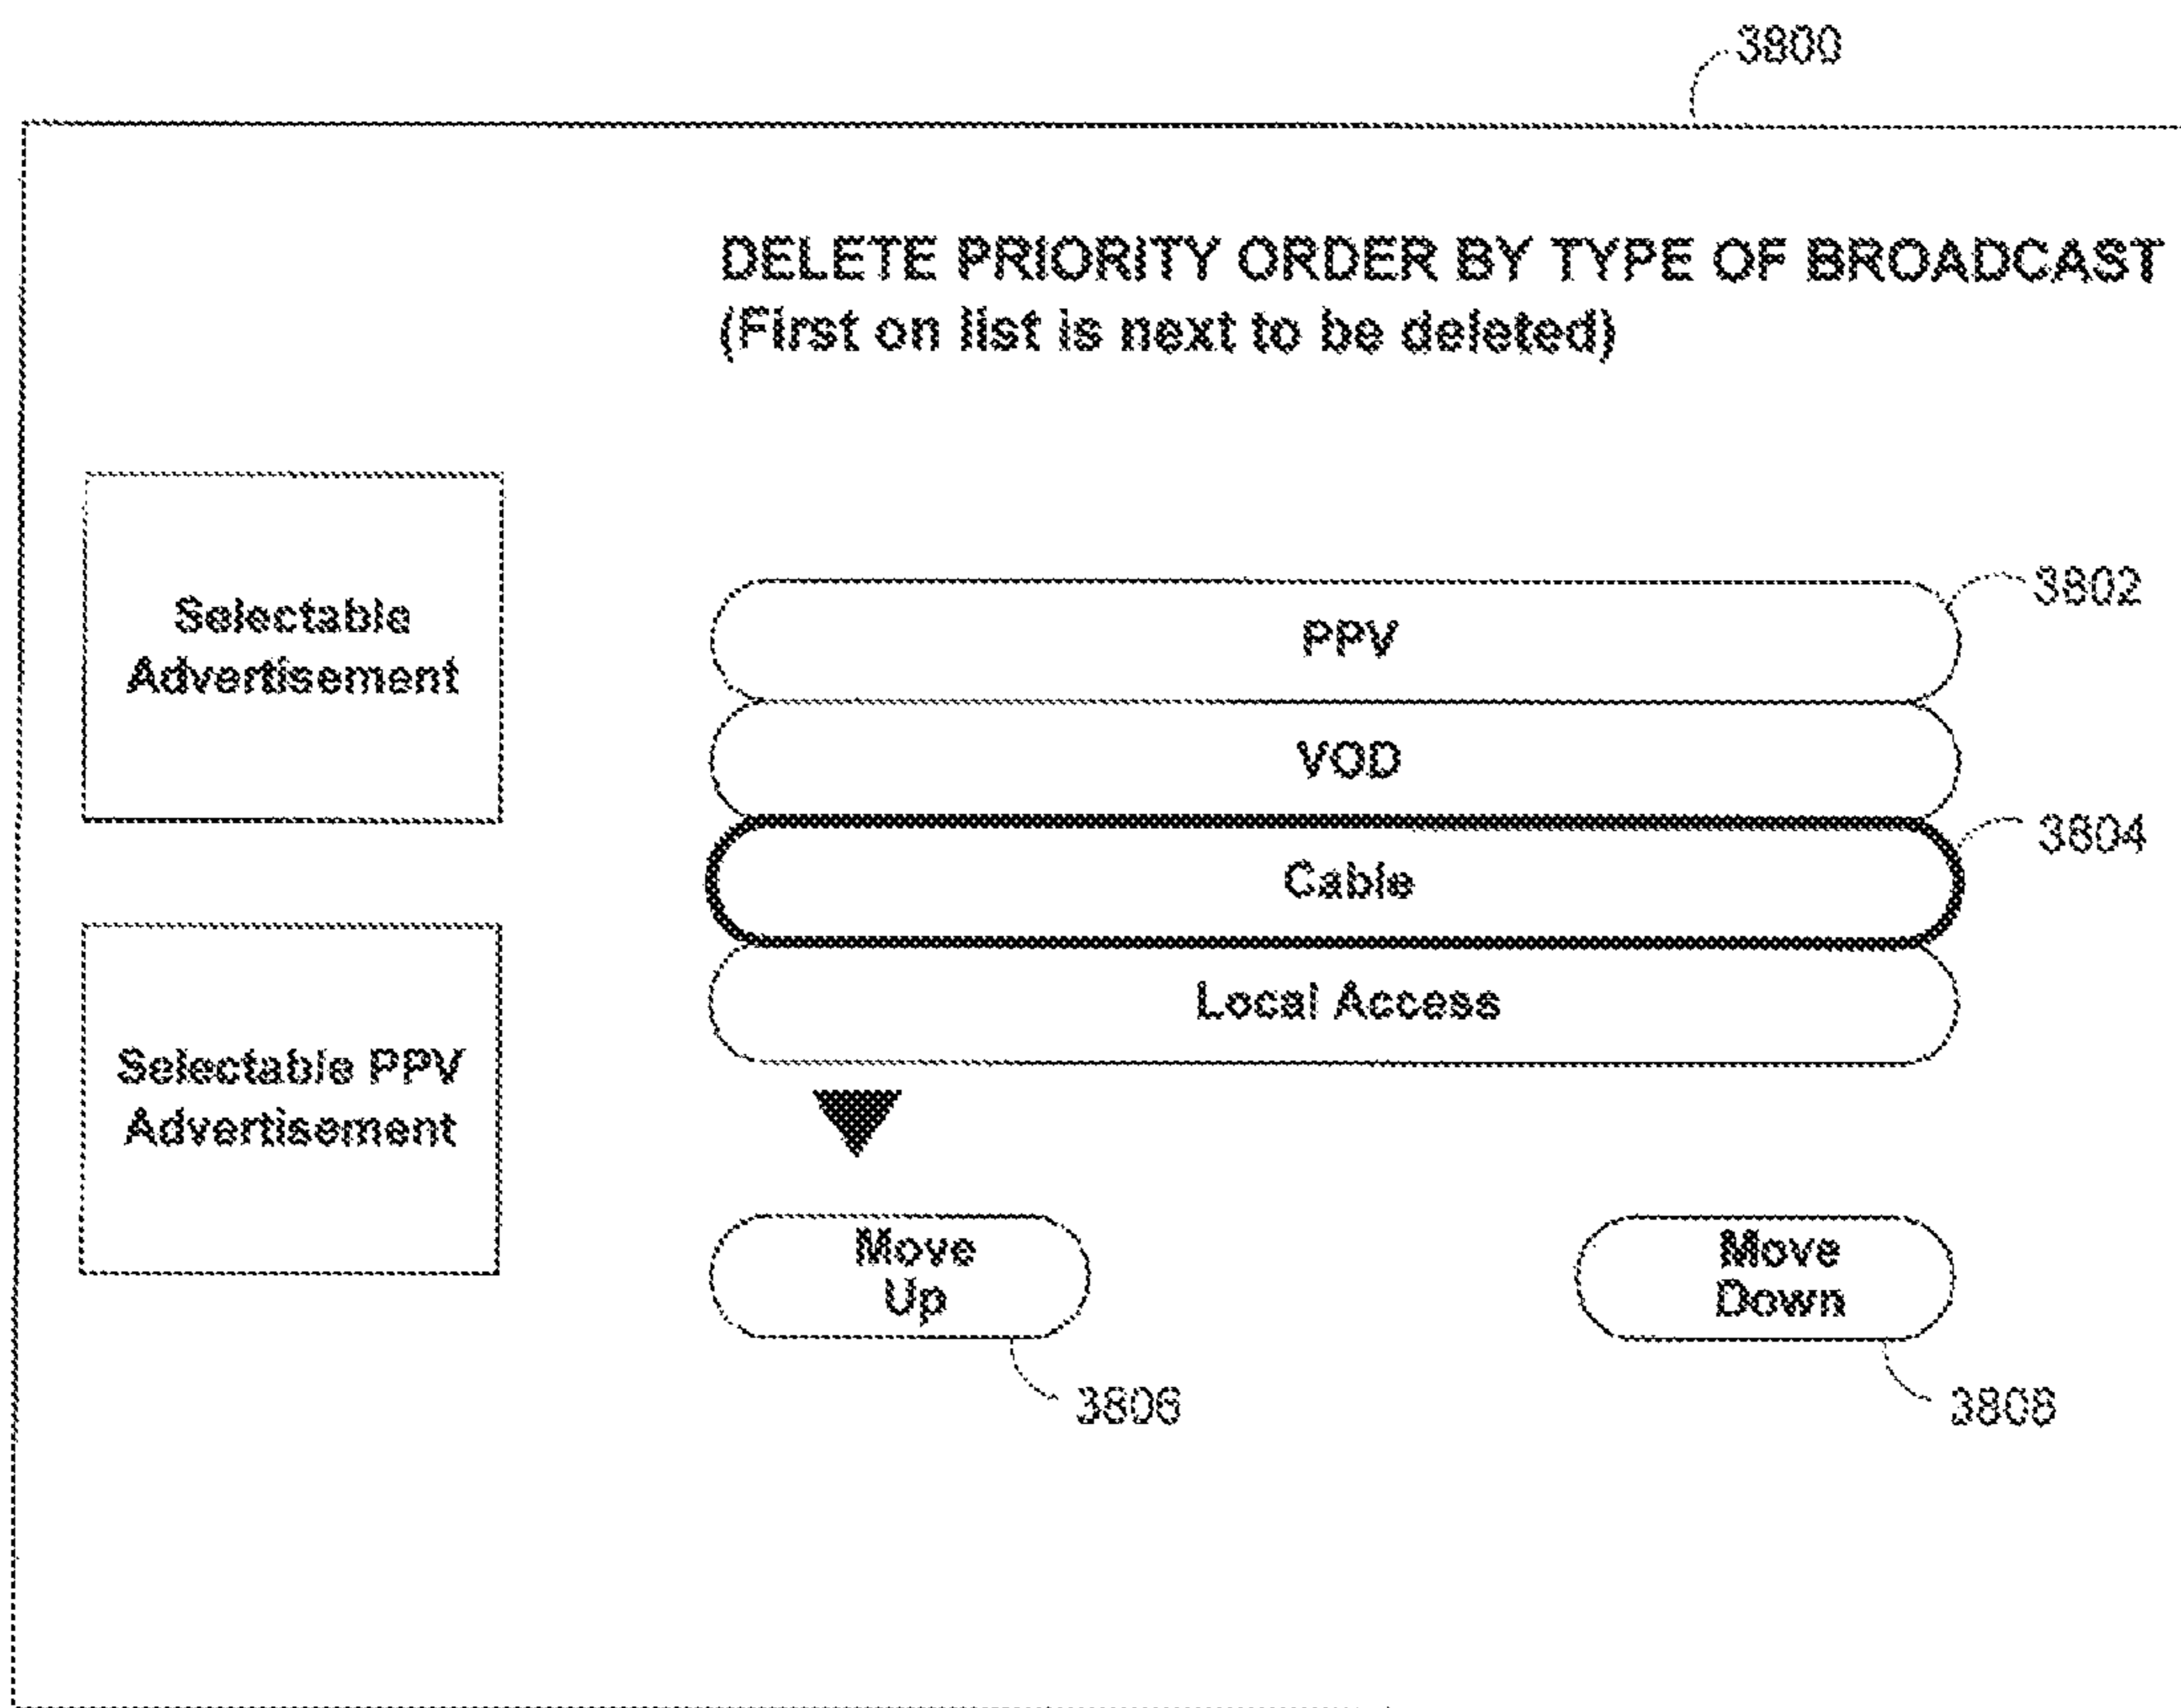 3800
DELETE PRIORITY ORDER BY TYPE OF BROADCAST
(First on list is next to be deleted)
Selectable
Advertisement
PPV
3802
VOD
Cable
3804
Local Access
Selectable PPV
Advertisement
Move
Up
Move
Down
3806
3808